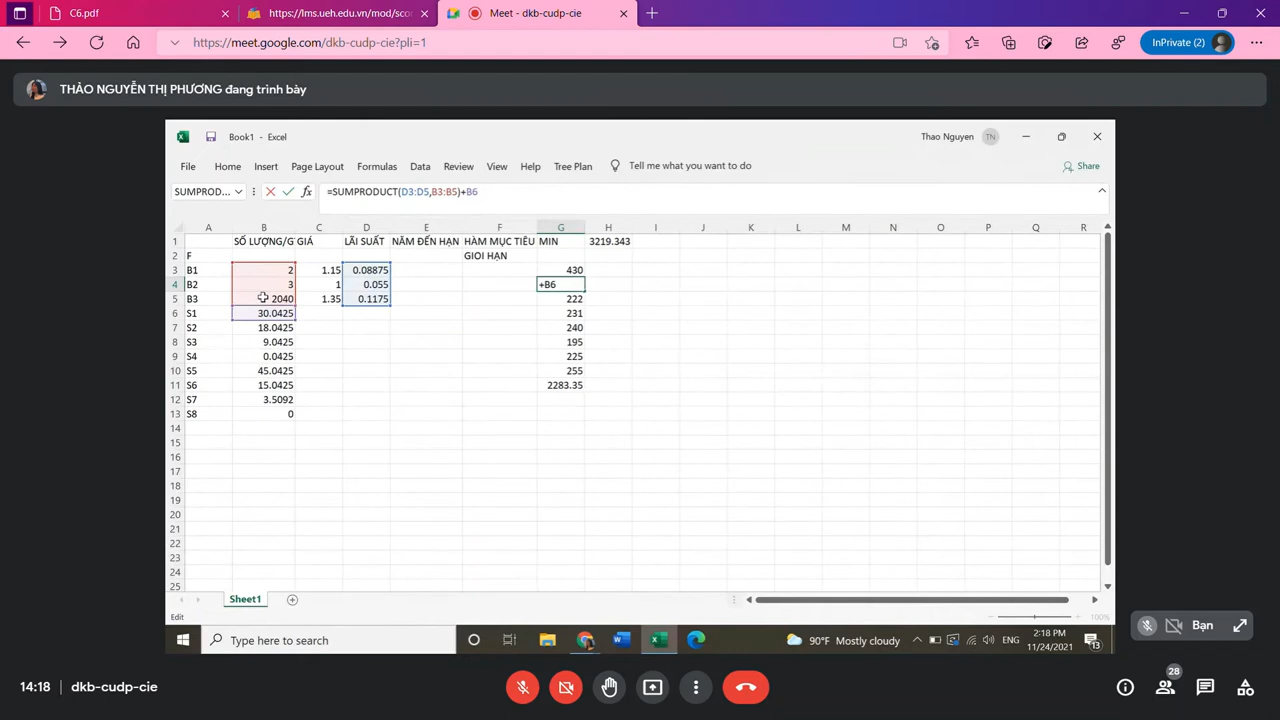 C6.pdf
https://lms.ueh.edu.vn/mod/sco
Meet - dkb-cudp-cie
https://meet.google.com/dkb-cudp-cie?pli=1
InPrivate (2)
THẢO NGUYỄN THỊ PHƯƠNG đang trình bày
Book1 - Excel
Thao Nguyen TN
File Home Insert Page Layout Formulas Data Review View Help Tree Plan Tell me what you want to do Share
SUMPROD... fx =SUMPRODUCT(D3:D5,B3:B5)+B6
A B C D E F G H I J K L M N O P Q R
1 SỐ LƯỢNG/G GIÁ LÃI SUẤT NĂM ĐẾN HẠN HÀM MỤC TIÊU MIN 3219.343
2 F GIOI HẠN
3 B1 2 1.15 0.08875 430
4 B2 3 1 0.055 +B6
5 B3 2040 1.35 0.1175 222
6 S1 30.0425 231
7 S2 18.0425 240
8 S3 9.0425 195
9 S4 0.0425 225
10 S5 45.0425 255
11 S6 15.0425 2283.35
12 S7 3.5092
13 S8 0
14
15
16
17
18
19
20
21
22
23
24
25
Sheet1
Edit
100%
Type here to search
90°F Mostly cloudy
2:18 PM
11/24/2021
13
Bạn
14:18 dkb-cudp-cie
28